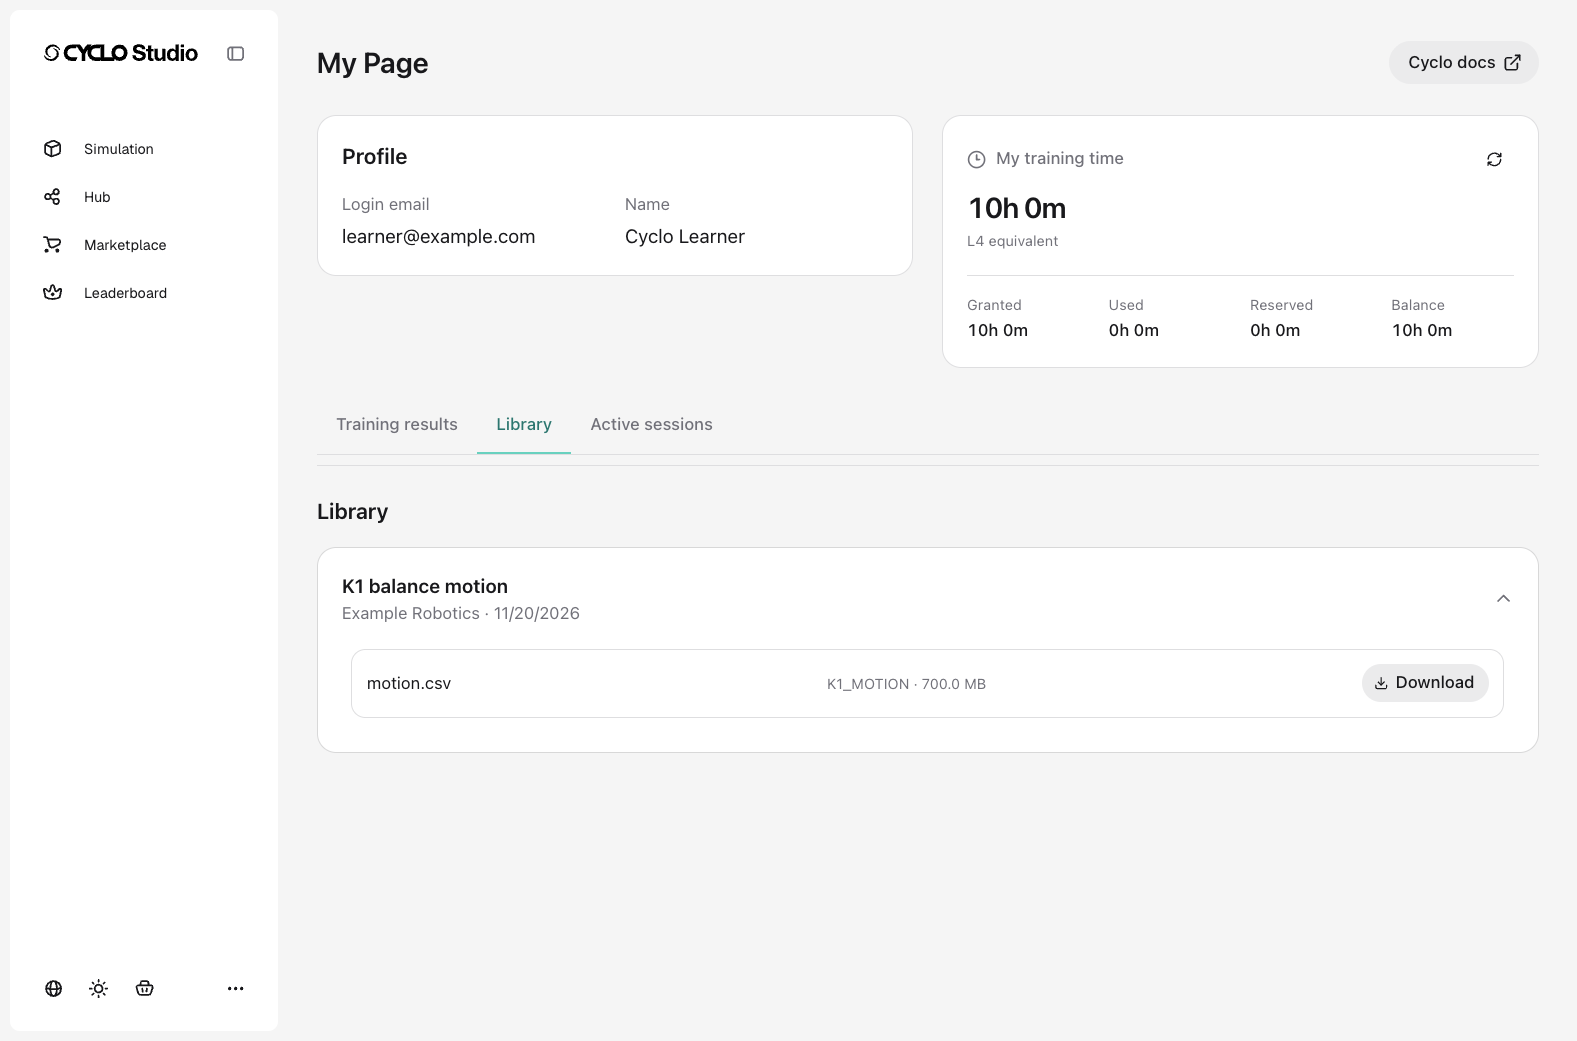 CYCLO Studio
Simulation
Hub
Marketplace
Leaderboard
My Page
Cyclo docs
Profile
Login email
Name
learner@example.com
Cyclo Learner
My training time
10h 0m
L4 equivalent
Granted
Used
Reserved
Balance
10h 0m
0h 0m
0h 0m
10h 0m
Training results
Library
Active sessions
Library
K1 balance motion
Example Robotics · 11/20/2026
motion.csv
K1_MOTION · 700.0 MB
Download